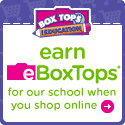 BOX TOPS
for EDUCATION
earn
eBoxTops®
for our school when
you shop online